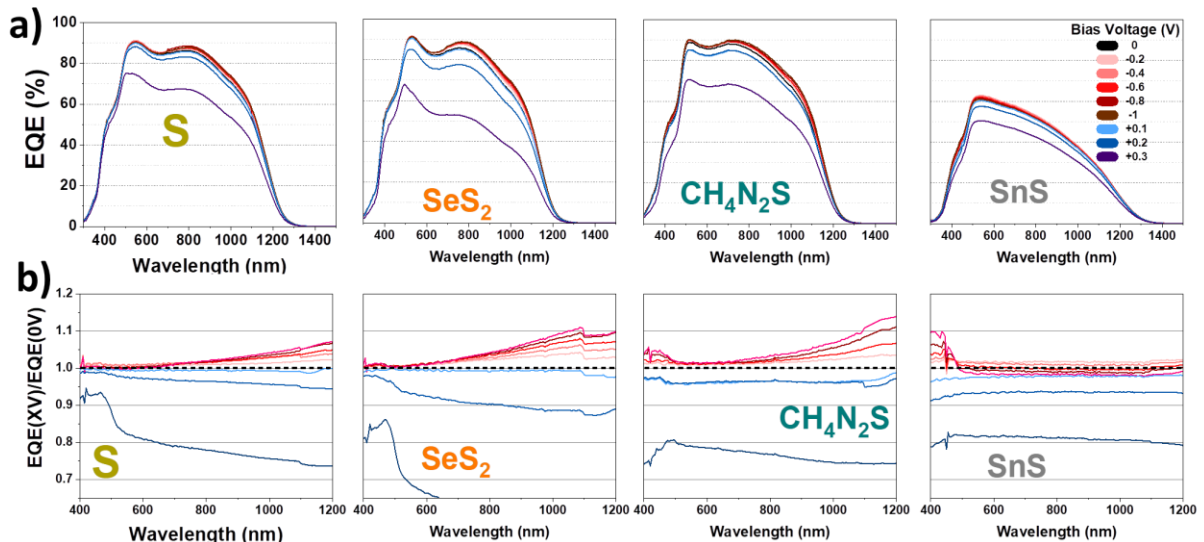 a)
EQE (%)
100
80
60
40
20
0
S
400 600 800 1000 1200 1400
Wavelength (nm)
SeS₂
400 600 800 1000 1200 1400
Wavelength (nm)
CH₄N₂S
400 600 800 1000 1200 1400
Wavelength (nm)
SnS
400 600 800 1000 1200 1400
Wavelength (nm)
Bias Voltage (V)
0
-0.2
-0.4
-0.6
-0.8
-1
+0.1
+0.2
+0.3
b)
EQE(XV)/EQE(0V)
1.2
1.1
1.0
0.9
0.8
0.7
S
400 500 600 700 800 900 1000 1100 1200
Wavelength (nm)
SeS₂
400 600 800 1000 1200
Wavelength (nm)
CH₄N₂S
400 600 800 1000 1200
Wavelength (nm)
SnS
400 600 800 1000 1200
Wavelength (nm)